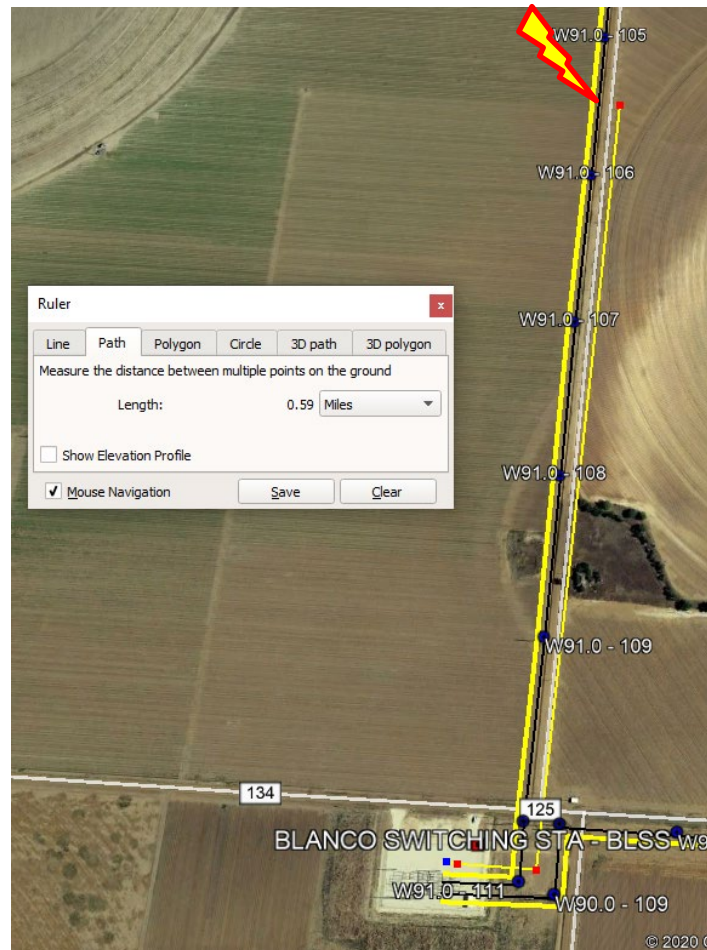 W91.0 - 105
W91.0 - 106
W91.0 - 107
Ruler
x
Line
Path
Polygon
Circle
3D path
3D polygon
Measure the distance between multiple points on the ground
Length:
0.59
Miles
Show Elevation Profile
Mouse Navigation
Save
Clear
W91.0 - 108
W91.0 - 109
134
125
BLANCO SWITCHING STA - BLSS
W9
W91.0 - 111
W90.0 - 109
© 2020 G